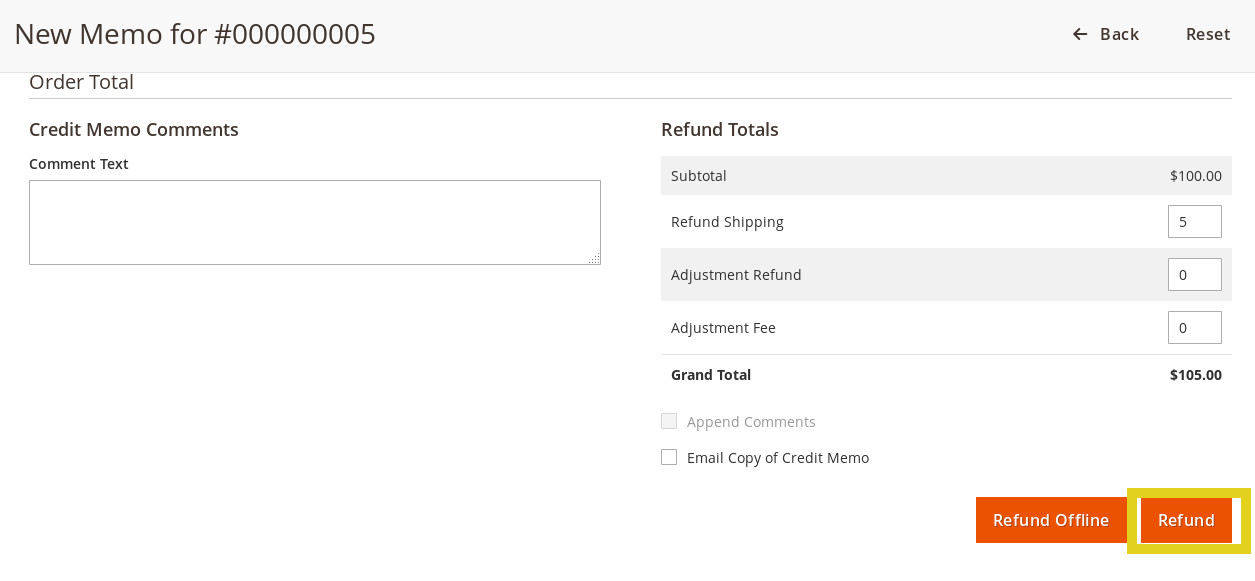 New Memo for #000000005
Back
Reset
Order Total
Credit Memo Comments
Comment Text
Refund Totals
Subtotal $100.00
Refund Shipping 5
Adjustment Refund 0
Adjustment Fee 0
Grand Total $105.00
Append Comments
Email Copy of Credit Memo
Refund Offline
Refund